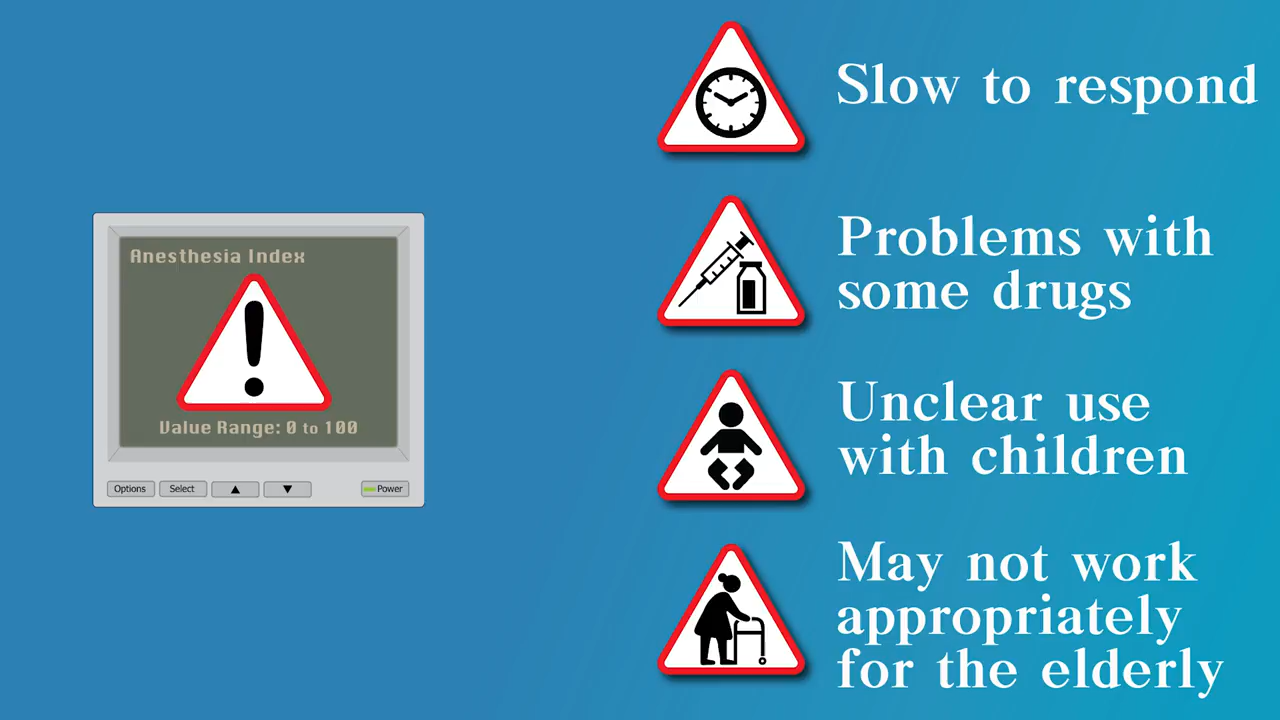 Anesthesia Index
Value Range: 0 to 100
Options
Select
Power
Slow to respond
Problems with
some drugs
Unclear use
with children
May not work
appropriately
for the elderly